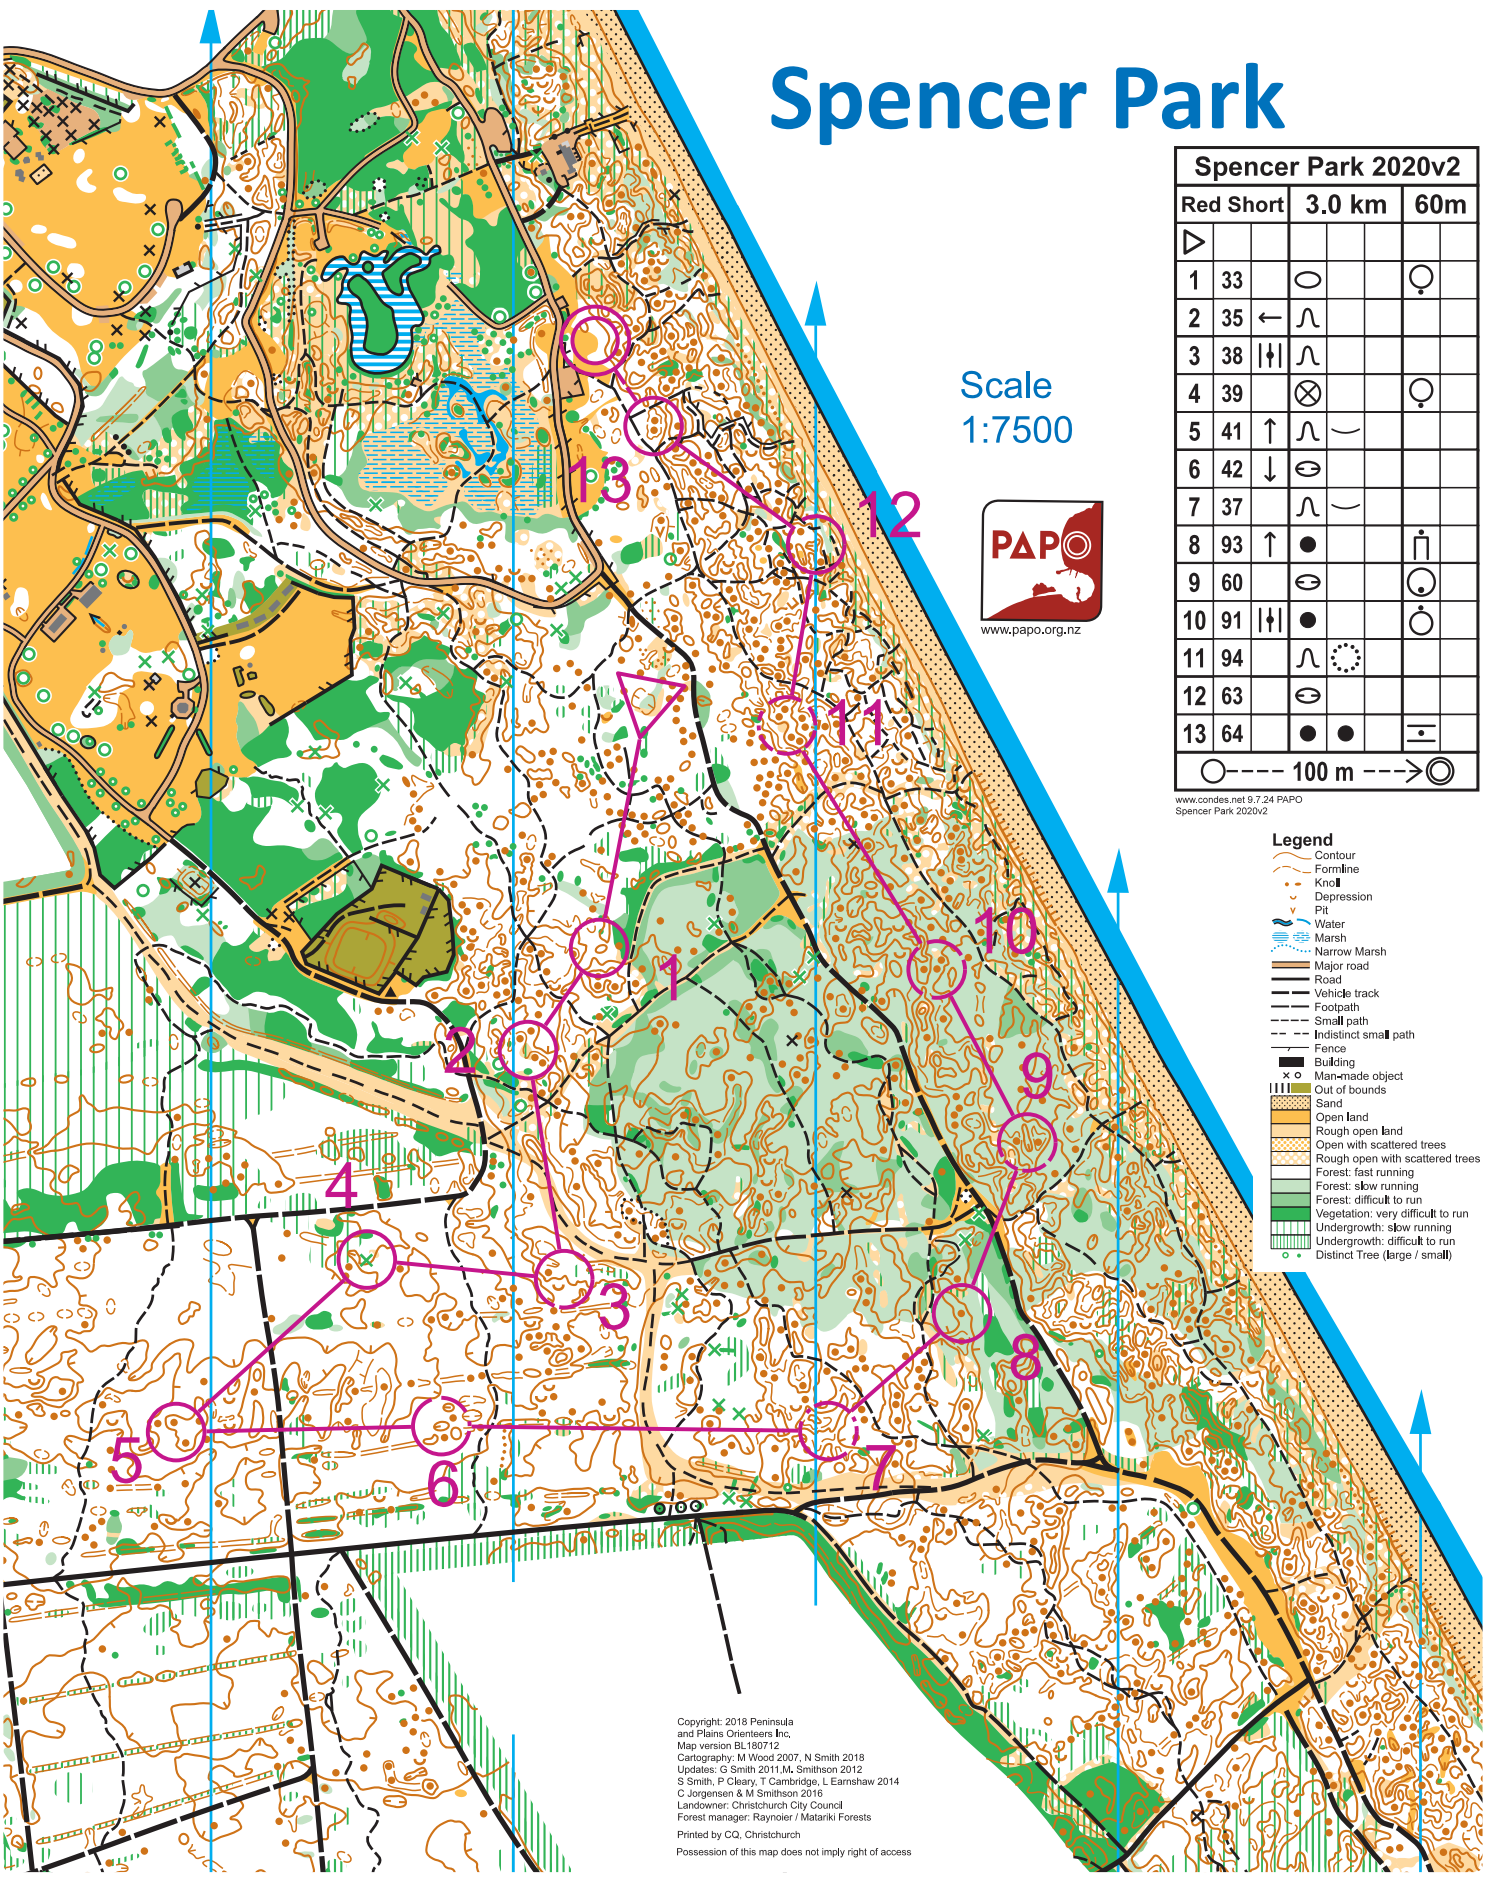 Spencer Park
Spencer Park 2020v2
Red Short 3.0 km 60m
1 33
2 35
3 38
4 39
5 41
6 42
7 37
8 93
9 60
10 91
11 94
12 63
13 64
100 m
www.condes.net 9.7.24 PAPO
Spencer Park 2020v2
Scale
1:7500
PAPO
www.papo.org.nz
Legend
Contour
Formline
Knoll
Depression
Pit
Water
Marsh
Narrow Marsh
Major road
Road
Vehicle track
Footpath
Small path
Indistinct small path
Fence
Building
Man-made object
Out of bounds
Sand
Open land
Rough open land
Open with scattered trees
Rough open with scattered trees
Forest: fast running
Forest: slow running
Forest: difficult to run
Vegetation: very difficult to run
Undergrowth: slow running
Undergrowth: difficult to run
Distinct Tree (large / small)
13
12
11
10
1
2
9
4
3
8
5
6
7
Copyright: 2018 Peninsula
and Plains Orienteers Inc,
Map version BL180712
Cartography: M Wood 2007, N Smith 2018
Updates: G Smith 2011,M. Smithson 2012
S Smith, P Cleary, T Cambridge, L Earnshaw 2014
C Jorgensen & M Smithson 2016
Landowner: Christchurch City Council
Forest manager: Raynoier / Matariki Forests
Printed by CQ, Christchurch
Possession of this map does not imply right of access